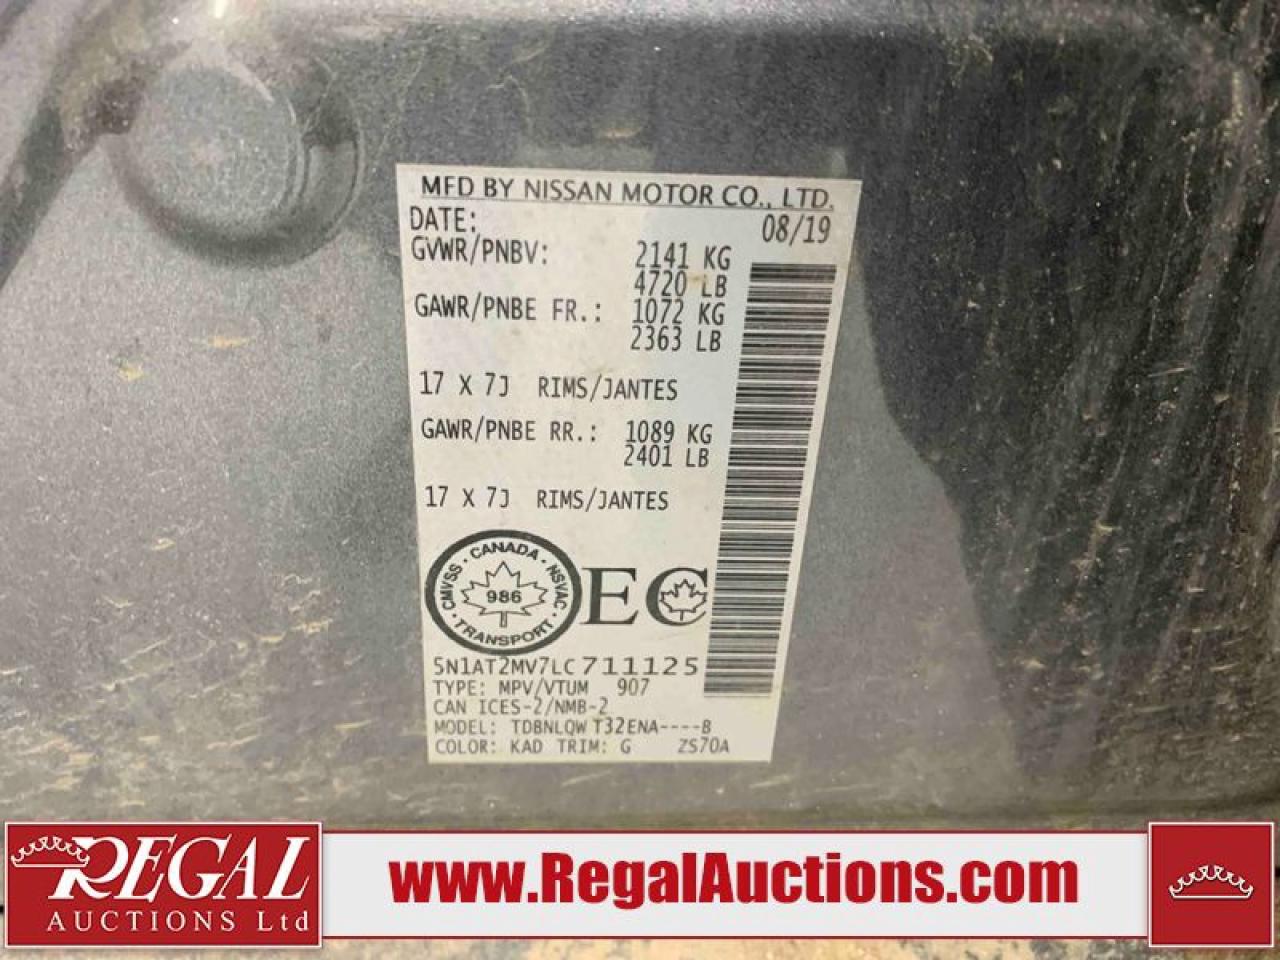 MFD BY NISSAN MOTOR CO., LTD.
DATE: 08/19
GVWR/PNBV: 2141 KG
4720 LB
GAWR/PNBE FR.: 1072 KG
2363 LB
17 X 7J RIMS/JANTES
GAWR/PNBE RR.: 1089 KG
2401 LB
17 X 7J RIMS/JANTES
CANADA
CMVSS · NSVAC
986
TRANSPORT
EC
5N1AT2MV7LC711125
TYPE: MPV/VTUM 907
CAN ICES-2/NMB-2
MODEL: TDBNLQW T32ENA----B
COLOR: KAD TRIM: G ZS70A
REGAL
AUCTIONS Ltd
www.RegalAuctions.com